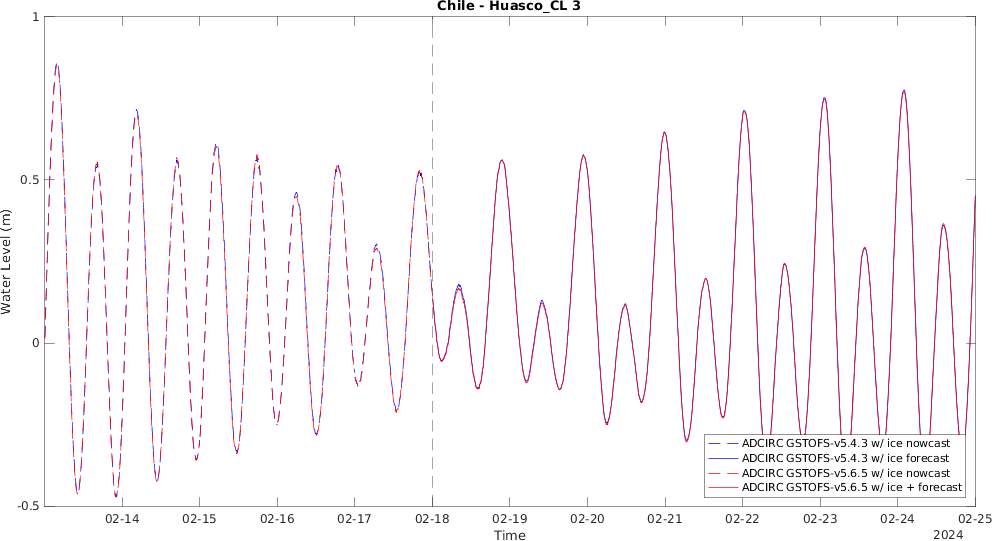 Chile - Huasco_CL 3
1
0.5
0
-0.5
Water Level (m)
ADCIRC GSTOFS-v5.4.3 w/ ice nowcast
ADCIRC GSTOFS-v5.4.3 w/ ice forecast
ADCIRC GSTOFS-v5.6.5 w/ ice nowcast
ADCIRC GSTOFS-v5.6.5 w/ ice + forecast
02-14 02-15 02-16 02-17 02-18 02-19 02-20 02-21 02-22 02-23 02-24 02-25
Time
2024